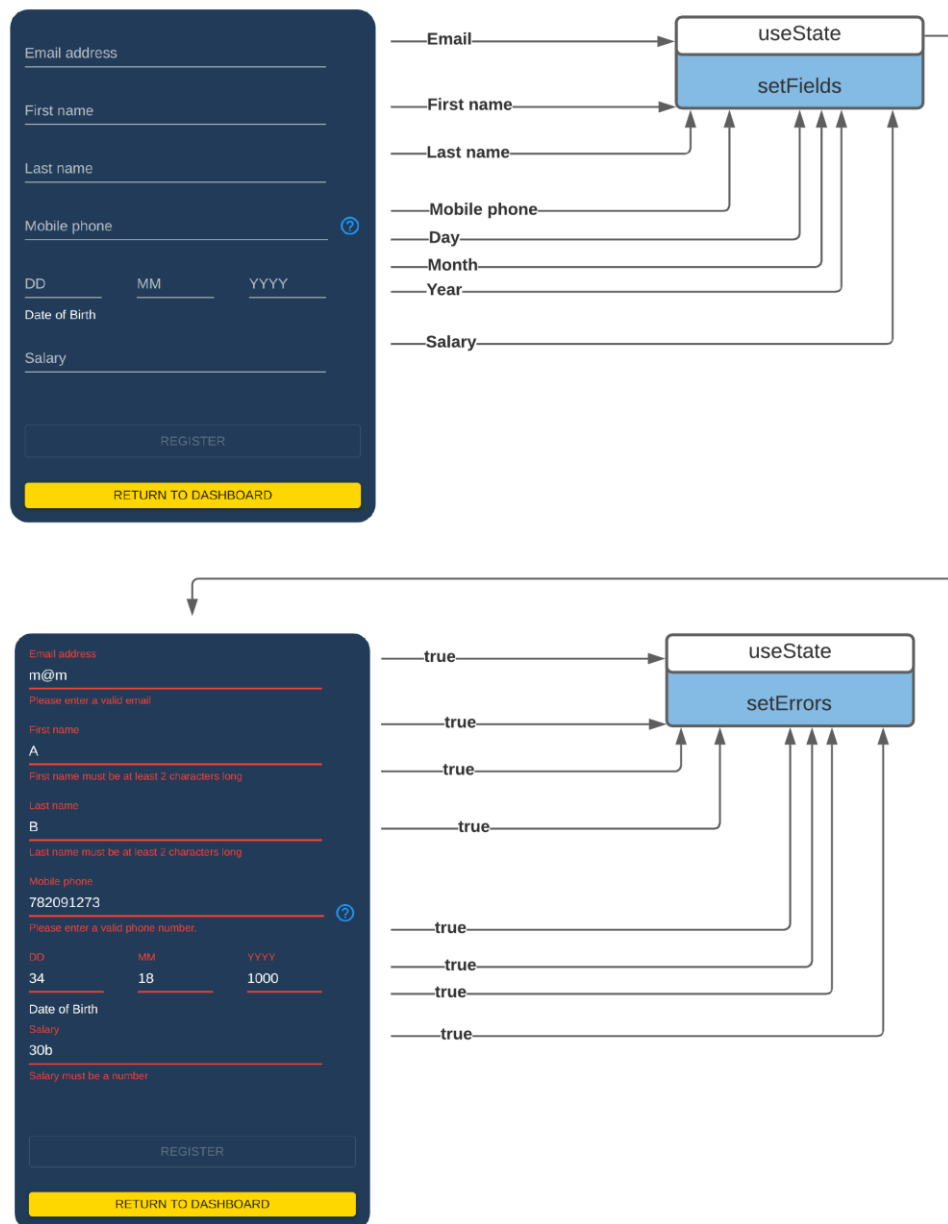 Email address
First name
Last name
Mobile phone
?
DD MM YYYY
Date of Birth
Salary
REGISTER
RETURN TO DASHBOARD
Email
First name
Last name
Mobile phone
Day
Month
Year
Salary
useState
setFields
Email address
m@m
Please enter a valid email
First name
A
First name must be at least 2 characters long
Last name
B
Last name must be at least 2 characters long
Mobile phone
782091273
?
Please enter a valid phone number.
DD MM YYYY
34 18 1000
Date of Birth
Salary
30b
Salary must be a number
REGISTER
RETURN TO DASHBOARD
true
true
true
true
true
true
true
true
useState
setErrors